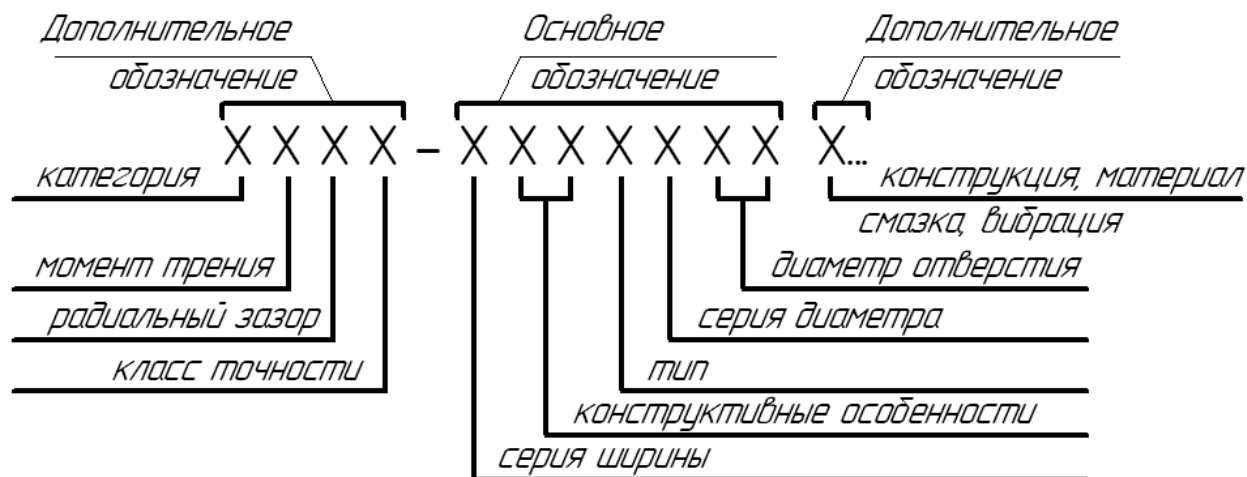 Дополнительное обозначение
Основное обозначение
Дополнительное обозначение
Х Х Х Х – Х Х Х Х Х Х Х Х...
категория
конструкция, материал
смазка, вибрация
момент трения
диаметр отверстия
радиальный зазор
серия диаметра
класс точности
тип
конструктивные особенности
серия ширины